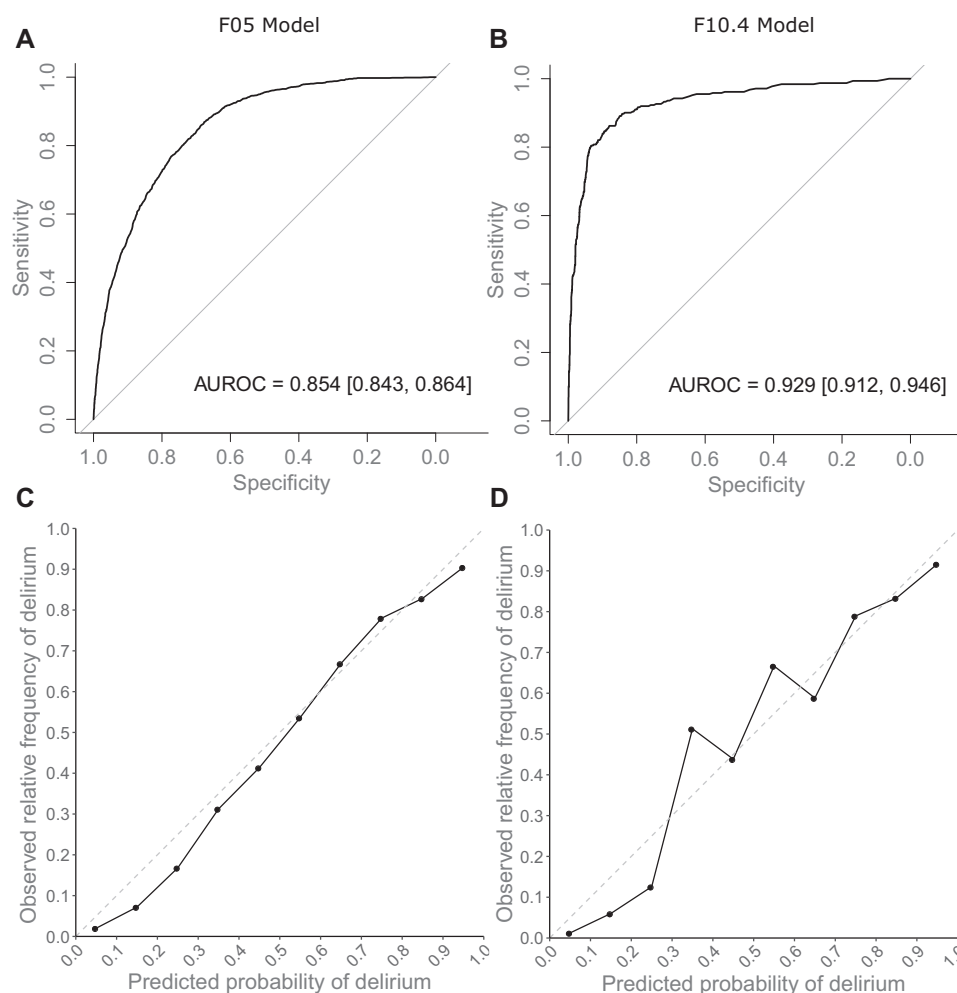 F05 Model
F10.4 Model
A
B
Sensitivity
0.0 0.2 0.4 0.6 0.8 1.0
AUROC = 0.854 [0.843, 0.864]
1.0 0.8 0.6 0.4 0.2 0.0
Specificity
Sensitivity
0.0 0.2 0.4 0.6 0.8 1.0
AUROC = 0.929 [0.912, 0.946]
1.0 0.8 0.6 0.4 0.2 0.0
Specificity
C
D
Observed relative frequency of delirium
1.0
0.9
0.8
0.7
0.6
0.5
0.4
0.3
0.2
0.1
0.0
0.0 0.1 0.2 0.3 0.4 0.5 0.6 0.7 0.8 0.9 1.0
Predicted probability of delirium
Observed relative frequency of delirium
1.0
0.9
0.8
0.7
0.6
0.5
0.4
0.3
0.2
0.1
0.0
0.0 0.1 0.2 0.3 0.4 0.5 0.6 0.7 0.8 0.9 1.0
Predicted probability of delirium